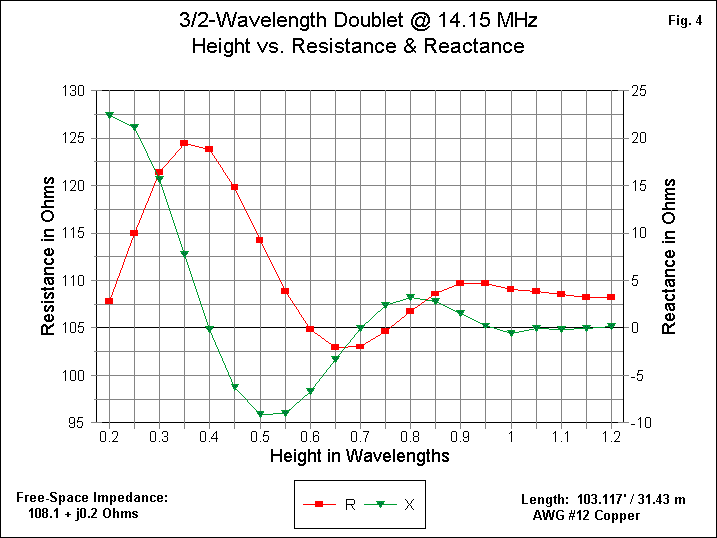 3/2-Wavelength Doublet @ 14.15 MHz
Fig. 4
Height vs. Resistance & Reactance
130
125
120
115
110
105
100
95
Resistance in Ohms
25
20
15
10
5
0
-5
-10
Reactance in Ohms
0.2 0.3 0.4 0.5 0.6 0.7 0.8 0.9 1 1.1 1.2
Height in Wavelengths
Free-Space Impedance:
108.1 + j0.2 Ohms
R X
Length: 103.117' / 31.43 m
AWG #12 Copper